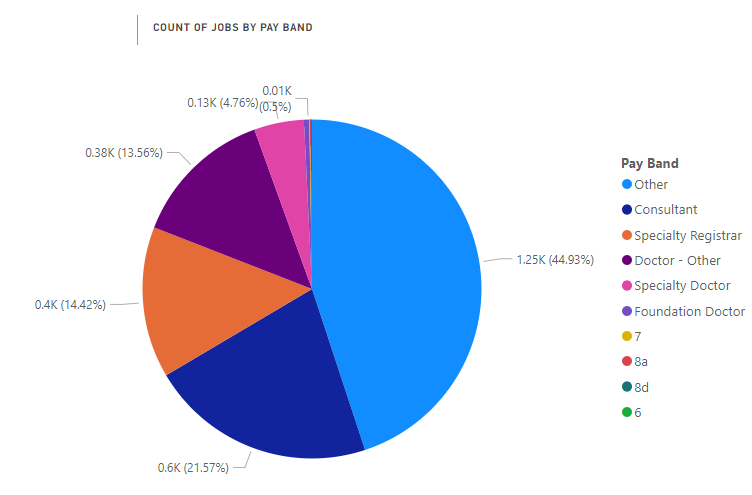 COUNT OF JOBS BY PAY BAND
0.01K
(0.5%)
0.13K (4.76%)
0.38K (13.56%)
0.4K (14.42%)
0.6K (21.57%)
1.25K (44.93%)
Pay Band
Other
Consultant
Specialty Registrar
Doctor - Other
Specialty Doctor
Foundation Doctor
7
8a
8d
6